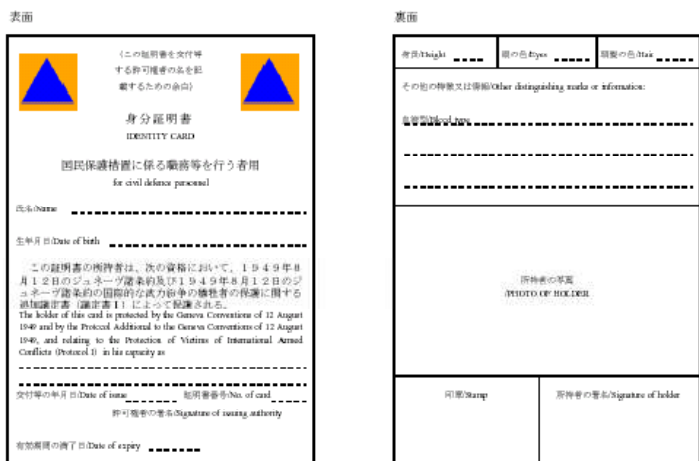 表面
(この証明書を交付等
する許可権者の名を記
載するための余白)
身分証明書
IDENTITY CARD
国民保護措置に係る職務等を行う者用
for civil defence personnel
氏名/Name
生年月日/Date of birth
この証明書の所持者は、次の資格において、1949年8
月12日のジュネーヴ諸条約及び1949年8月12日のジ
ュネーヴ諸条約の国際的な武力紛争の犠牲者の保護に関する
追加議定書(議定書I)によって保護される。
The holder of this card is protected by the Geneva Conventions of 12 August
1949 and by the Protocol Additional to the Geneva Conventions of 12 August
1949, and relating to the Protection of Victims of International Armed
Conflicts (Protocol I) in his capacity as
交付等の年月日/Date of issue 証明書番号/No. of card
許可権者の署名/Signature of issuing authority
有効期間の満了日/Date of expiry
裏面
身長/Height 眼の色/Eyes 頭髪の色/Hair
その他の特徴又は情報/Other distinguishing marks or information:
血液型/Blood type
所持者の写真
/PHOTO OF HOLDER
印章/Stamp 所持者の署名/Signature of holder